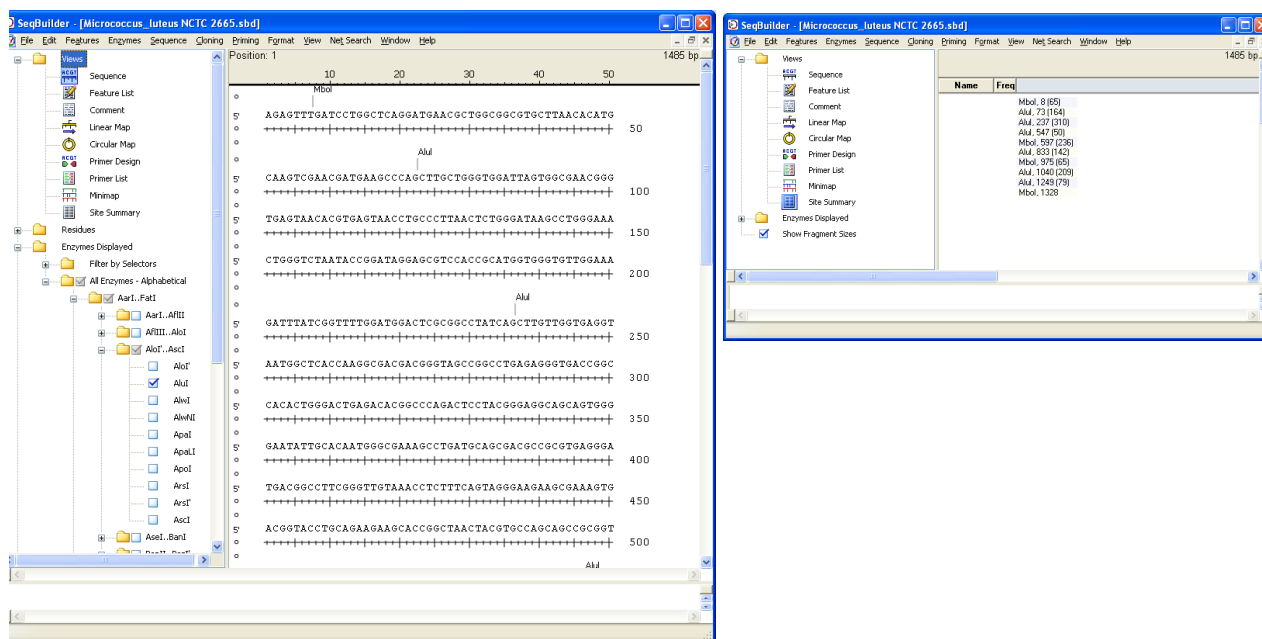 SeqBuilder - [Micrococcus_luteus NCTC 2665.sbd]
File Edit Features Enzymes Sequence Cloning Priming Format View Net Search Window Help
Views
Sequence
Feature List
Comment
Linear Map
Circular Map
Primer Design
Primer List
Minimap
Site Summary
Residues
Enzymes Displayed
Filter by Selectors
All Enzymes - Alphabetical
AarI..FatI
AarI..AflII
AflIII..AloI
AloI'..AscI
AloI'
AluI
AlwI
AlwNI
ApaI
ApaLI
ApoI
ArsI
ArsI'
AscI
AseI..BanI
Position: 1 1485 bp
10 20 30 40 50
MboI
5' AGAGTTTGATCCTGGCTCAGGATGAACGCTGGCGGCGTGCTTAACACATG
50
AluI
5' CAAGTCGAACGATGAAGCCCAGCTTGCTGGGTGGATTAGTGGCGAACGGG
100
5' TGAGTAACACGTGAGTAACCTGCCCTTAACTCTGGGATAAGCCTGGGAAA
150
5' CTGGGTCTAATACCGGATAGGAGCGTCCACCGCATGGTGGGTGTTGGAAA
200
AluI
5' GATTTATCGGTTTTGGATGGACTCGCGGCCTATCAGCTTGTTGGTGAGGT
250
5' AATGGCTCACCAAGGCGACGACGGGTAGCCGGCCTGAGAGGGTGACCGGC
300
5' CACACTGGGACTGAGACACGGCCCAGACTCCTACGGGAGGCAGCAGTGGG
350
5' GAATATTGCACAATGGGCGAAAGCCTGATGCAGCGACGCCGCGTGAGGGA
400
5' TGACGGCCTTCGGGTTGTAAACCTCTTTCAGTAGGGAAGAAGCGAAAGTG
450
5' ACGGTACCTGCAGAAGAAGCACCGGCTAACTACGTGCCAGCAGCCGCGGT
500
AluI
SeqBuilder - [Micrococcus_luteus NCTC 2665.sbd]
File Edit Features Enzymes Sequence Cloning Priming Format View Net Search Window Help
Views
Sequence
Feature List
Comment
Linear Map
Circular Map
Primer Design
Primer List
Minimap
Site Summary
Enzymes Displayed
Show Fragment Sizes
1485 bp
Name Freq
MboI, 8 (65)
AluI, 73 (164)
AluI, 237 (310)
AluI, 547 (50)
MboI, 597 (236)
AluI, 833 (142)
MboI, 975 (65)
AluI, 1040 (209)
AluI, 1249 (79)
MboI, 1328